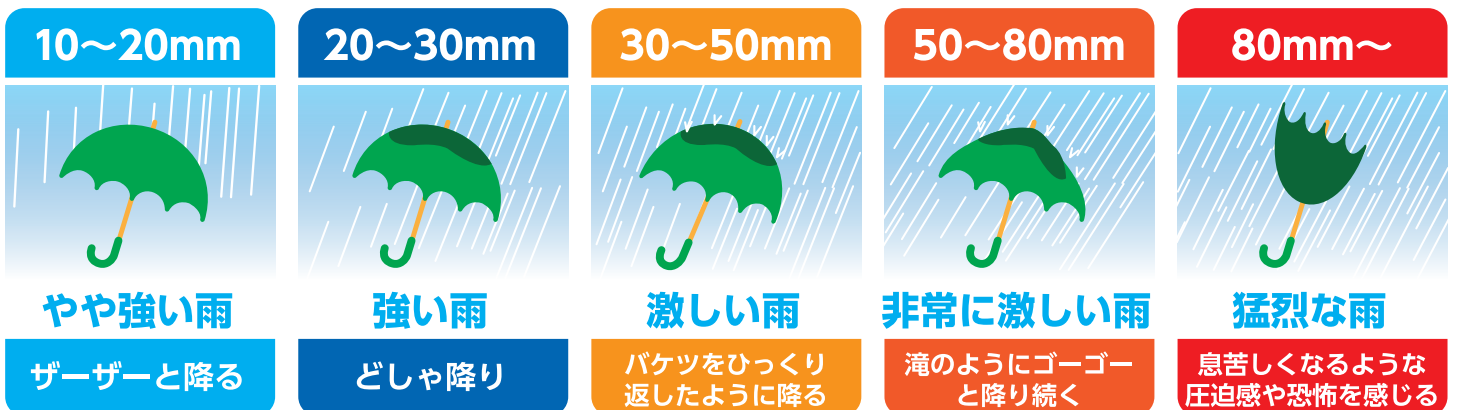 10～20mm
20～30mm
30～50mm
50～80mm
80mm～
やや強い雨
強い雨
激しい雨
非常に激しい雨
猛烈な雨
ザーザーと降る
どしゃ降り
バケツをひっくり
返したように降る
滝のようにゴーゴー
と降り続く
息苦しくなるような
圧迫感や恐怖を感じる